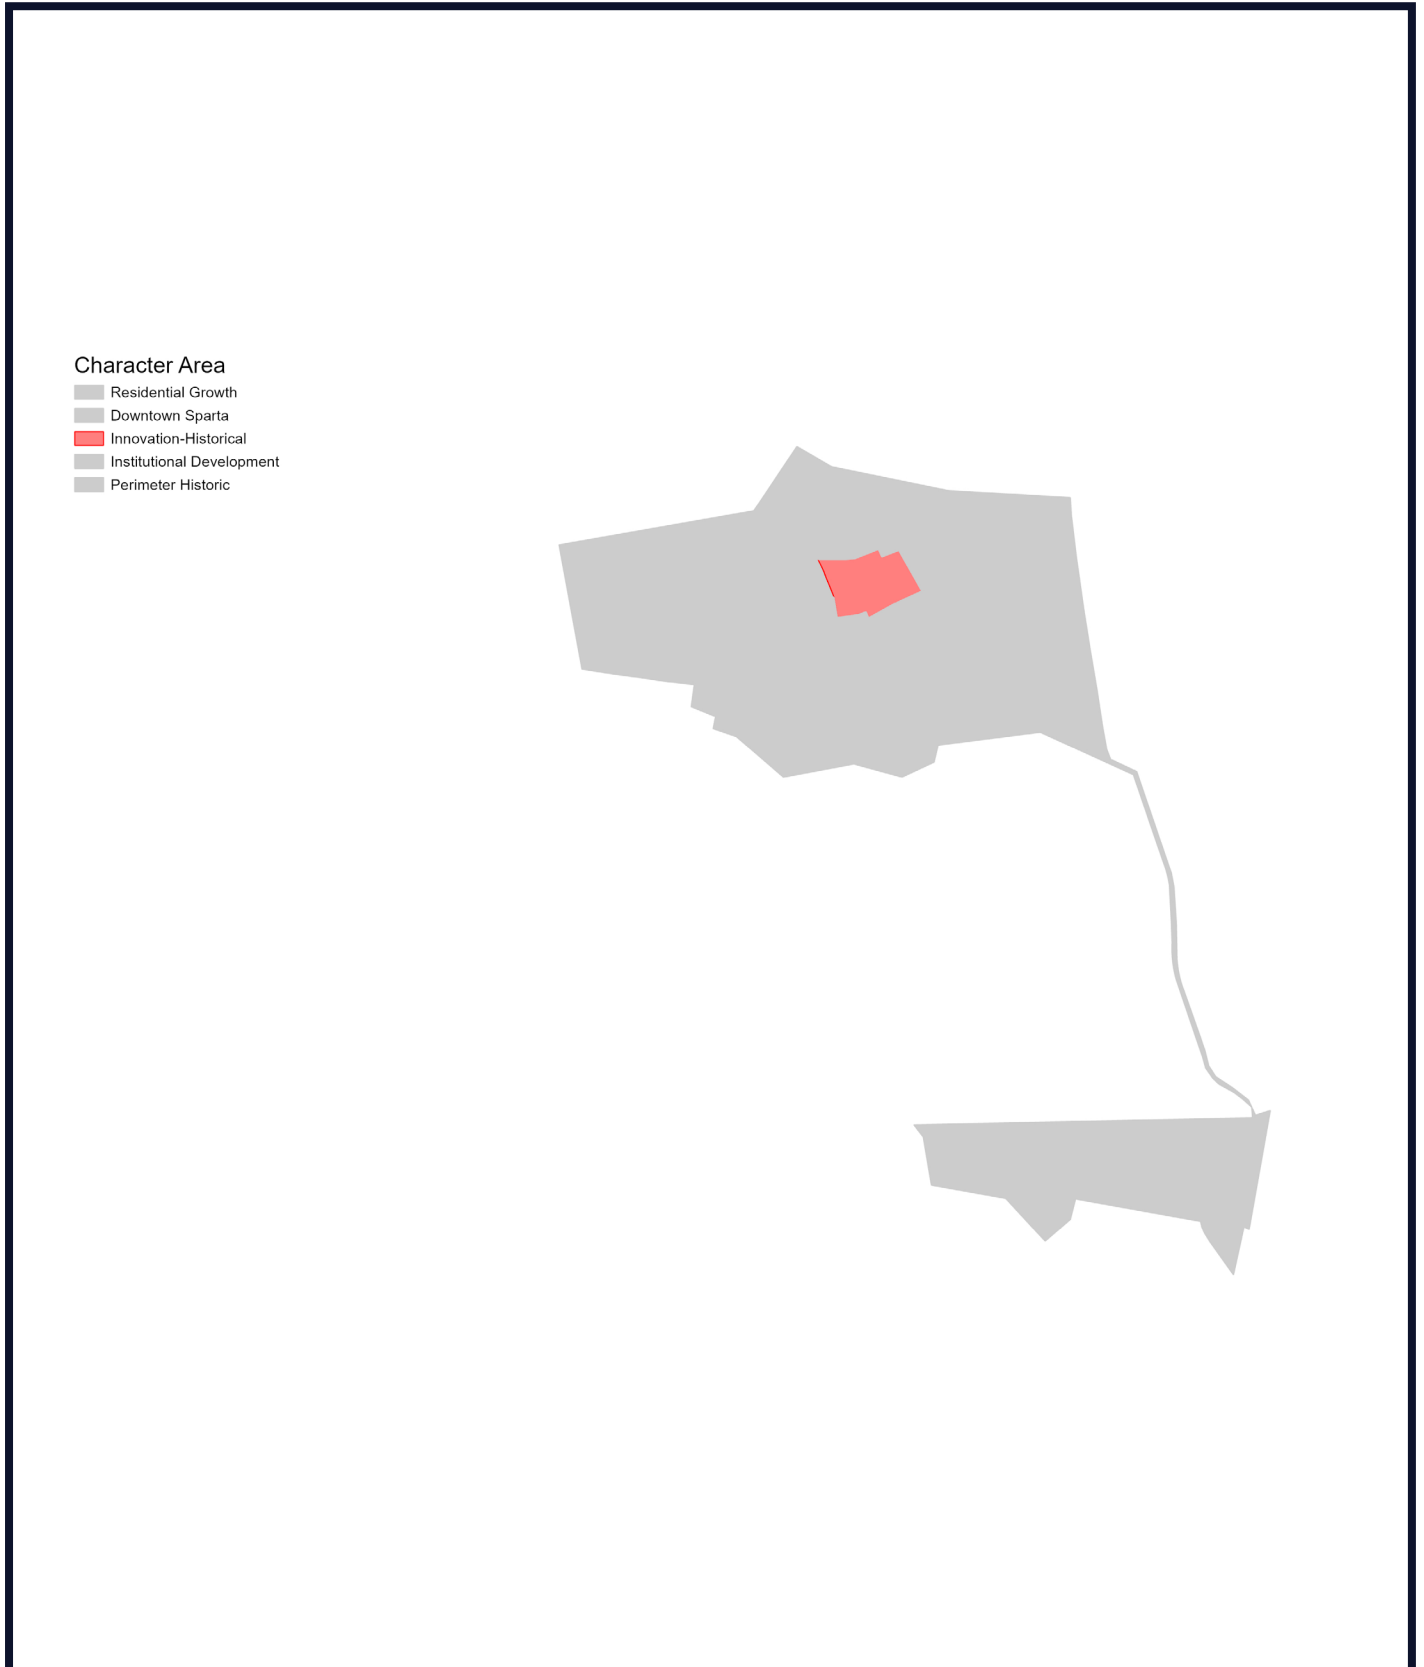 Character Area
Residential Growth
Downtown Sparta
Innovation-Historical
Institutional Development
Perimeter Historic